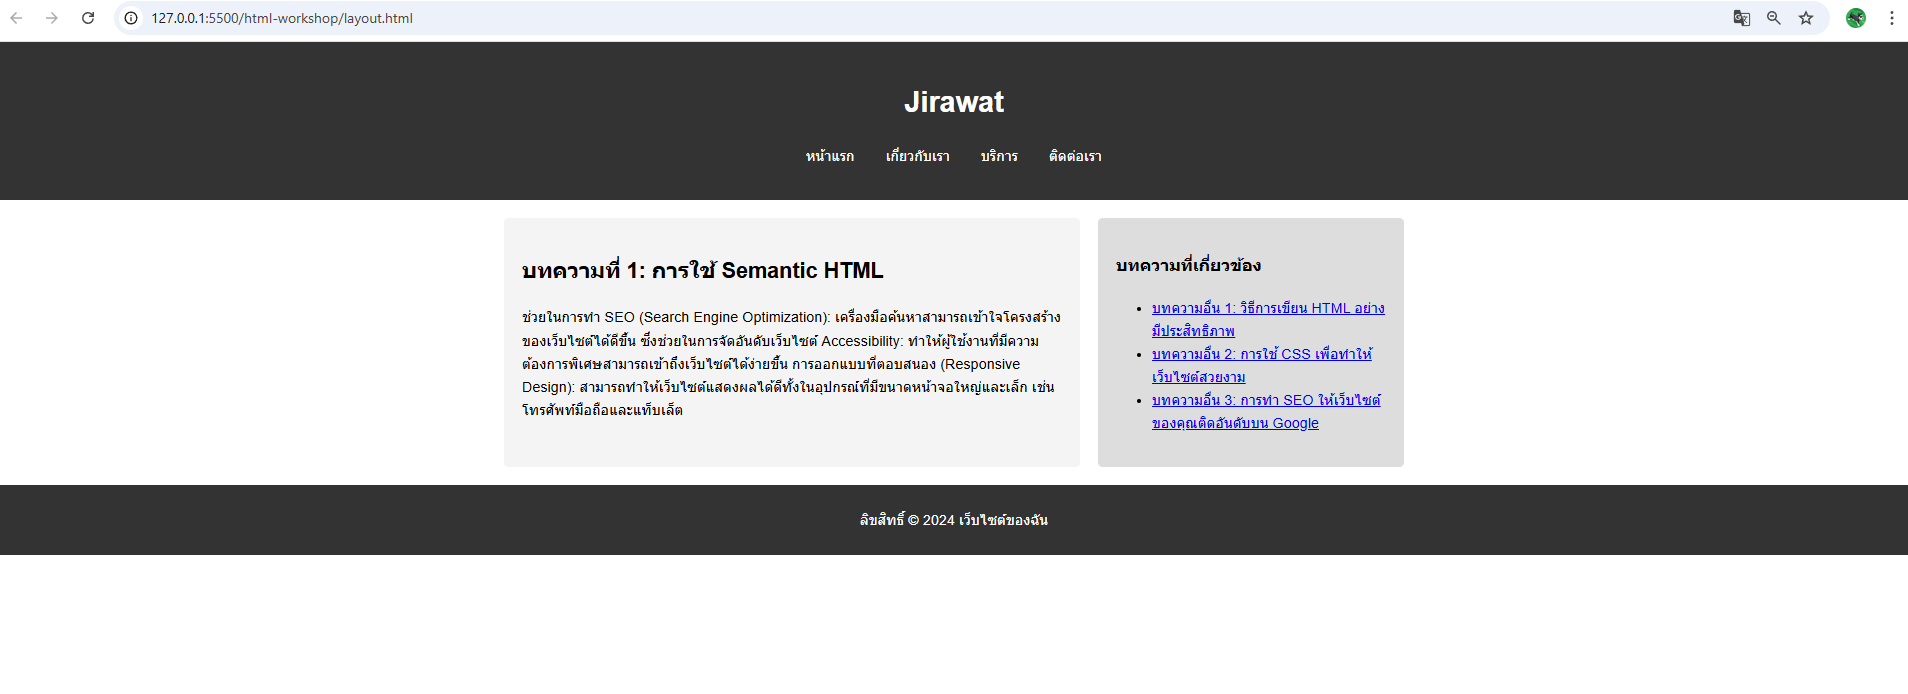 127.0.0.1:5500/html-workshop/layout.html
Jirawat
หน้าแรก เกี่ยวกับเรา บริการ ติดต่อเรา
บทความที่ 1: การใช้ Semantic HTML
ช่วยในการทำ SEO (Search Engine Optimization): เครื่องมือค้นหาสามารถเข้าใจโครงสร้าง
ของเว็บไซต์ได้ดีขึ้น ซึ่งช่วยในการจัดอันดับเว็บไซต์ Accessibility: ทำให้ผู้ใช้งานที่มีความ
ต้องการพิเศษสามารถเข้าถึงเว็บไซต์ได้ง่ายขึ้น การออกแบบที่ตอบสนอง (Responsive
Design): สามารถทำให้เว็บไซต์แสดงผลได้ดีทั้งในอุปกรณ์ที่มีขนาดหน้าจอใหญ่และเล็ก เช่น
โทรศัพท์มือถือและแท็บเล็ต
บทความที่เกี่ยวข้อง
บทความอื่น 1: วิธีการเขียน HTML อย่าง
มีประสิทธิภาพ
บทความอื่น 2: การใช้ CSS เพื่อทำให้
เว็บไซต์สวยงาม
บทความอื่น 3: การทำ SEO ให้เว็บไซต์
ของคุณติดอันดับบน Google
ลิขสิทธิ์ © 2024 เว็บไซต์ของฉัน